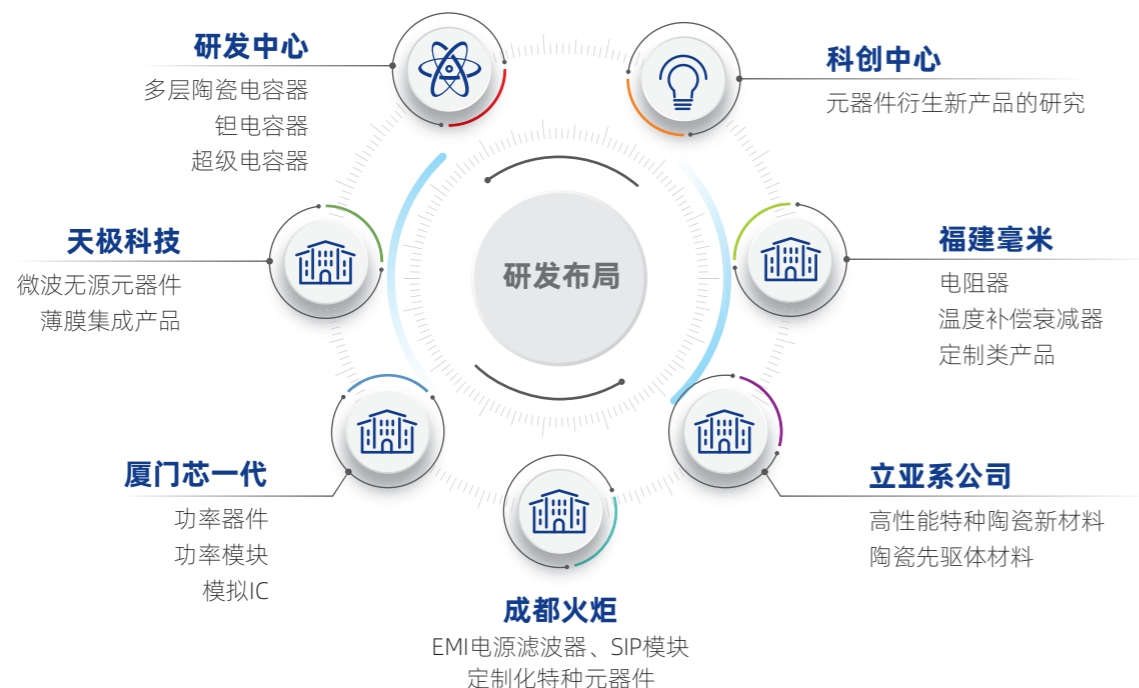 研发中心
多层陶瓷电容器
钽电容器
超级电容器
科创中心
元器件衍生新产品的研究
天极科技
微波无源元器件
薄膜集成产品
研发布局
福建毫米
电阻器
温度补偿衰减器
定制类产品
厦门芯一代
功率器件
功率模块
模拟IC
立亚系公司
高性能特种陶瓷新材料
陶瓷先驱体材料
成都火炬
EMI电源滤波器、SIP模块
定制化特种元器件